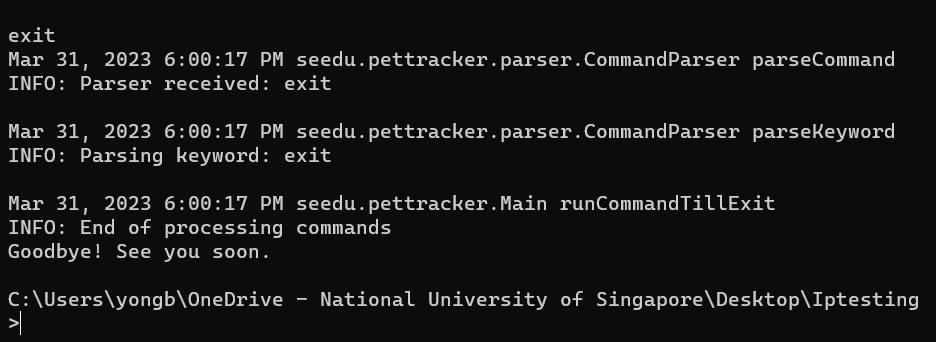 exit
Mar 31, 2023 6:00:17 PM seedu.pettracker.parser.CommandParser parseCommand
INFO: Parser received: exit
Mar 31, 2023 6:00:17 PM seedu.pettracker.parser.CommandParser parseKeyword
INFO: Parsing keyword: exit
Mar 31, 2023 6:00:17 PM seedu.pettracker.Main runCommandTillExit
INFO: End of processing commands
Goodbye! See you soon.
C:\Users\yongb\OneDrive - National University of Singapore\Desktop\Iptesting
>